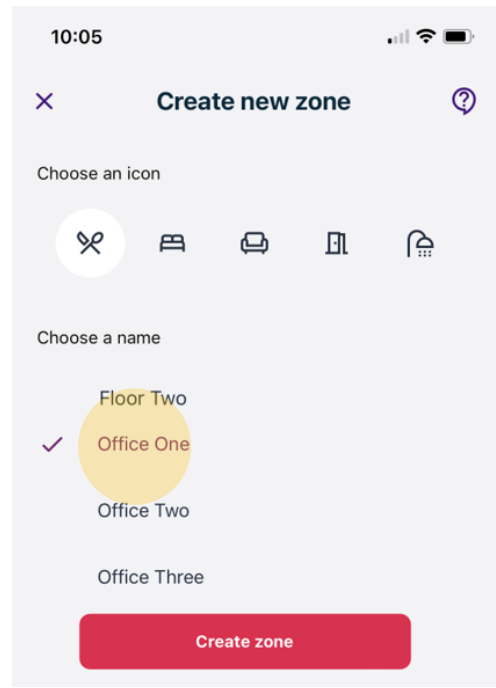 10:05
Create new zone
Choose an icon
Choose a name
Floor Two
Office One
Office Two
Office Three
Create zone